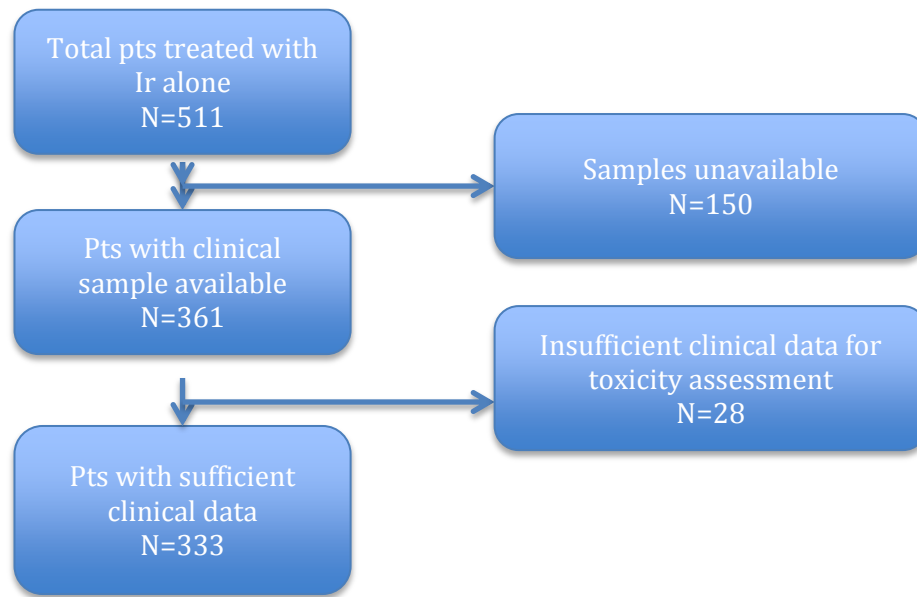 Total pts treated with
Ir alone
N=511
Samples unavailable
N=150
Pts with clinical
sample available
N=361
Insufficient clinical data for
toxicity assessment
N=28
Pts with sufficient
clinical data
N=333